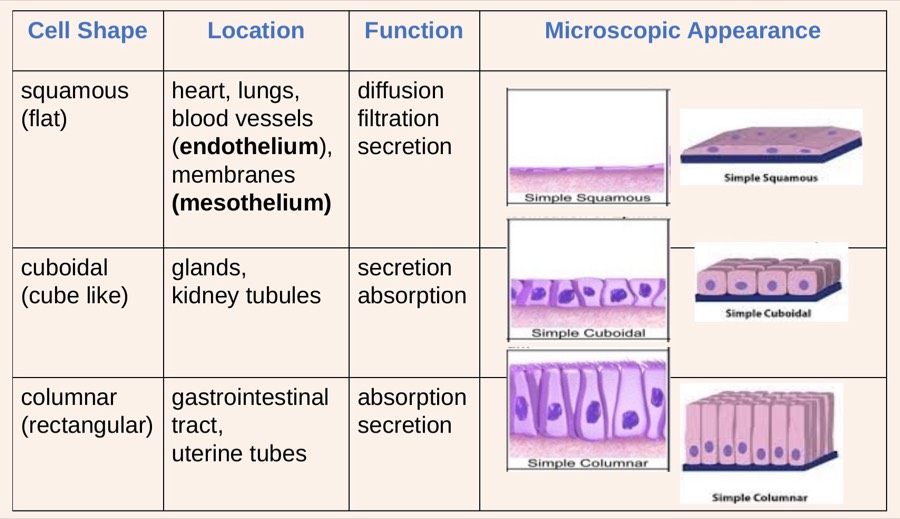 Cell Shape
Location
Function
Microscopic Appearance
squamous
(flat)
heart, lungs,
blood vessels
(endothelium),
membranes
(mesothelium)
diffusion
filtration
secretion
Simple Squamous
Simple Squamous
cuboidal
(cube like)
glands,
kidney tubules
secretion
absorption
Simple Cuboidal
Simple Cuboidal
columnar
(rectangular)
gastrointestinal
tract,
uterine tubes
absorption
secretion
Simple Columnar
Simple Columnar